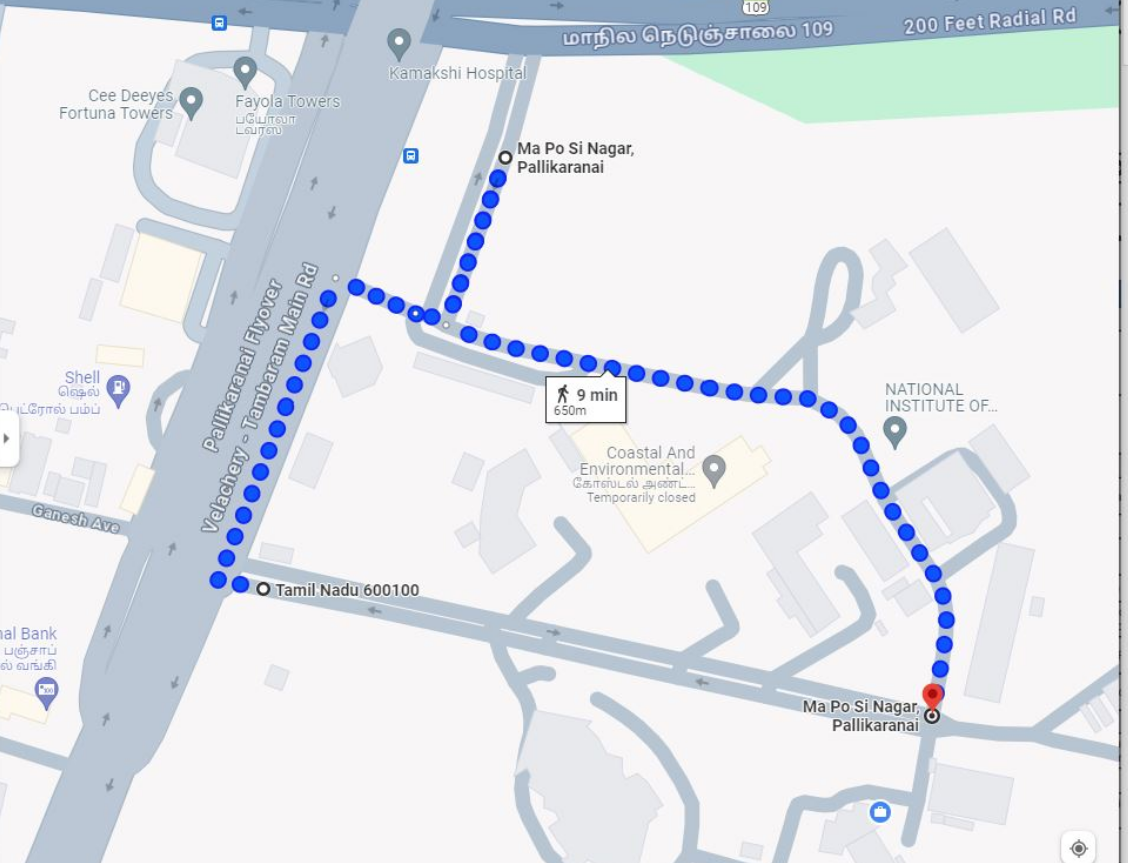 109
மாநில நெடுஞ்சாலை 109
200 Feet Radial Rd
Kamakshi Hospital
Cee Deeyes
Fortuna Towers
Fayola Towers
ஃபயோலா
டவர்ஸ்
Ma Po Si Nagar,
Pallikaranai
Pallikaranai Flyover
Velachery - Tambaram Main Rd
Shell
ஷெல்
பெட்ரோல் பம்ப்
9 min
650m
NATIONAL
INSTITUTE OF...
Coastal And
Environmental...
கோஸ்டல் அண்ட்...
Temporarily closed
Ganesh Ave
Tamil Nadu 600100
nal Bank
பஞ்சாப்
ல் வங்கி
Ma Po Si Nagar,
Pallikaranai